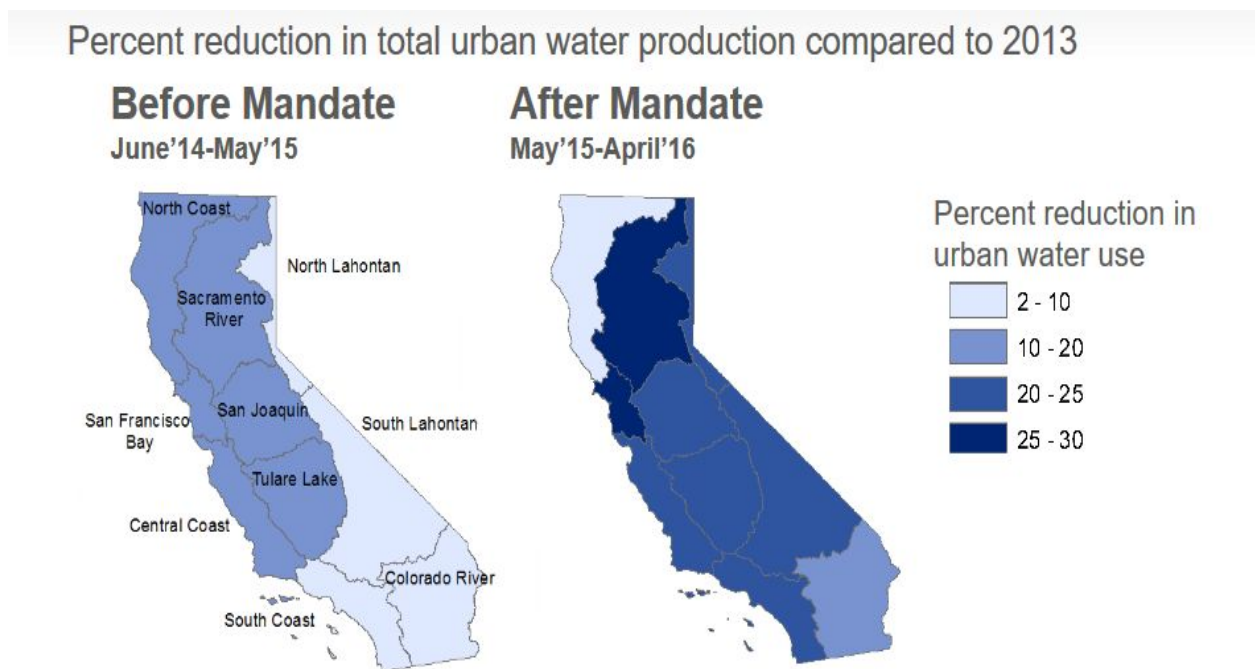 Percent reduction in total urban water production compared to 2013
Before Mandate
June'14-May'15
After Mandate
May'15-April'16
North Coast
North Lahontan
Sacramento
River
San Francisco
Bay
San Joaquin
South Lahontan
Tulare Lake
Central Coast
Colorado River
South Coast
Percent reduction in
urban water use
2 - 10
10 - 20
20 - 25
25 - 30